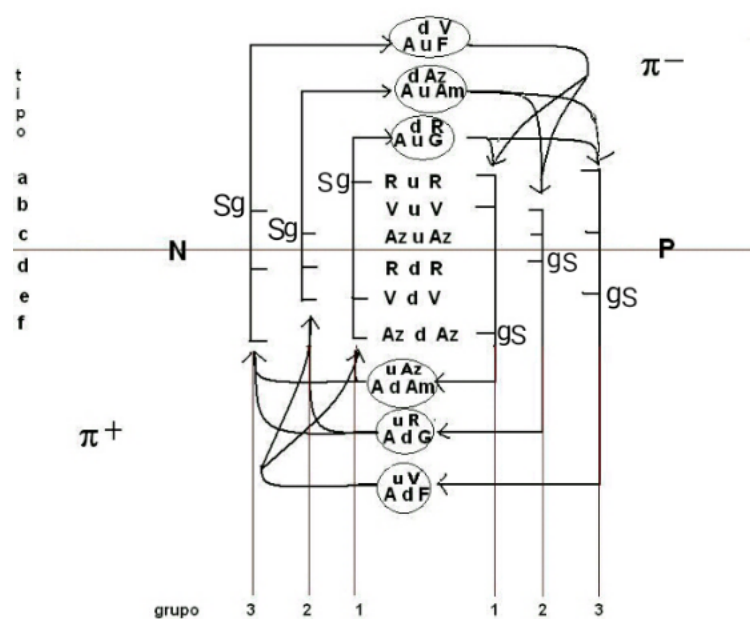 d V
A u F
π−
d Az
A u Am
tipo
d R
A u G
a
Sg
R u R
b
Sg
V u V
c
Sg
Az u Az
N
P
d
R d R
gs
e
V d V
gs
f
Az d Az
gs
u Az
A d Am
π+
u R
A d G
u V
A d F
grupo 3 2 1 1 2 3